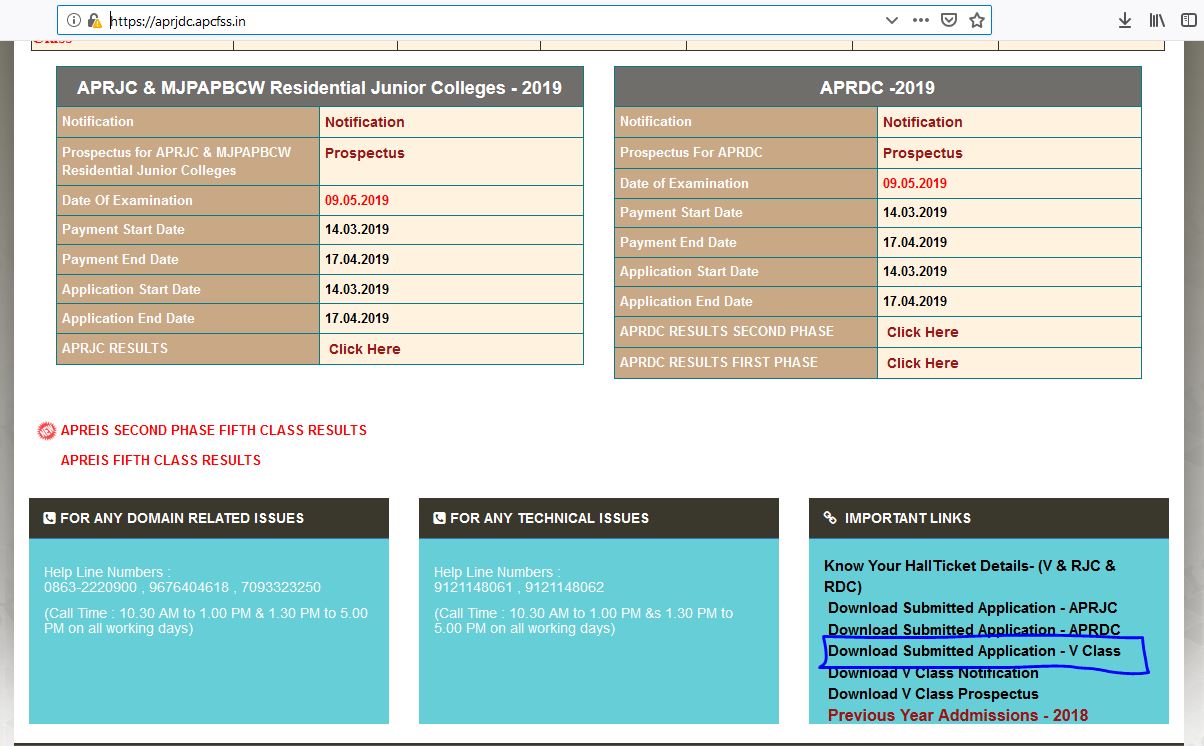 https://aprjdc.apcfss.in
Class
APRJC & MJPAPBCW Residential Junior Colleges - 2019
Notification Notification
Prospectus for APRJC & MJPAPBCW Prospectus
Residential Junior Colleges
Date Of Examination 09.05.2019
Payment Start Date 14.03.2019
Payment End Date 17.04.2019
Application Start Date 14.03.2019
Application End Date 17.04.2019
APRJC RESULTS Click Here
APRDC -2019
Notification Notification
Prospectus For APRDC Prospectus
Date of Examination 09.05.2019
Payment Start Date 14.03.2019
Payment End Date 17.04.2019
Application Start Date 14.03.2019
Application End Date 17.04.2019
APRDC RESULTS SECOND PHASE Click Here
APRDC RESULTS FIRST PHASE Click Here
APREIS SECOND PHASE FIFTH CLASS RESULTS
APREIS FIFTH CLASS RESULTS
FOR ANY DOMAIN RELATED ISSUES
Help Line Numbers :
0863-2220900 , 9676404618 , 7093323250
(Call Time : 10.30 AM to 1.00 PM & 1.30 PM to 5.00
PM on all working days)
FOR ANY TECHNICAL ISSUES
Help Line Numbers :
9121148061 , 9121148062
(Call Time : 10.30 AM to 1.00 PM &s 1.30 PM to
5.00 PM on all working days)
IMPORTANT LINKS
Know Your HallTicket Details- (V & RJC &
RDC)
Download Submitted Application - APRJC
Download Submitted Application - APRDC
Download Submitted Application - V Class
Download V Class Notification
Download V Class Prospectus
Previous Year Addmissions - 2018